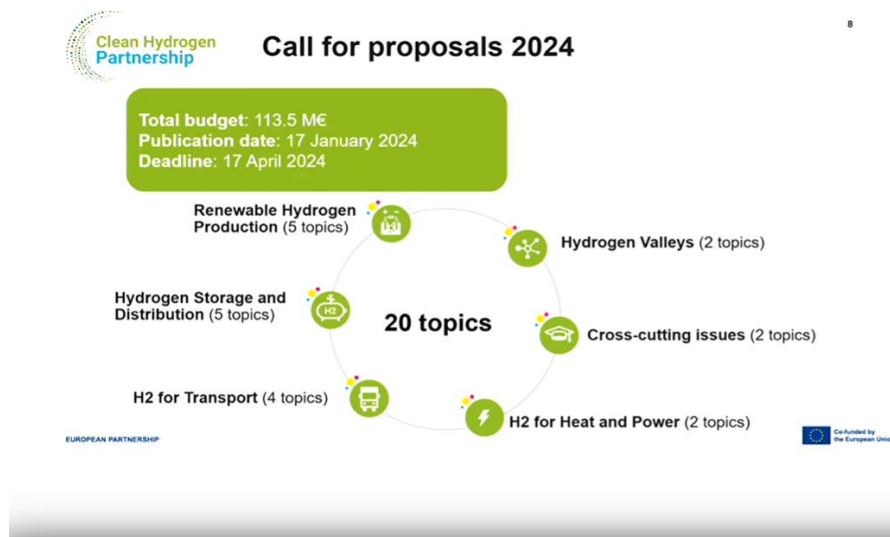 8
Clean Hydrogen
Partnership
Call for proposals 2024
Total budget: 113.5 M€
Publication date: 17 January 2024
Deadline: 17 April 2024
Renewable Hydrogen
Production (5 topics)
Hydrogen Valleys (2 topics)
Hydrogen Storage and
Distribution (5 topics)
H2
20 topics
Cross-cutting issues (2 topics)
H2 for Transport (4 topics)
H2 for Heat and Power (2 topics)
EUROPEAN PARTNERSHIP
Co-funded by
the European Unio